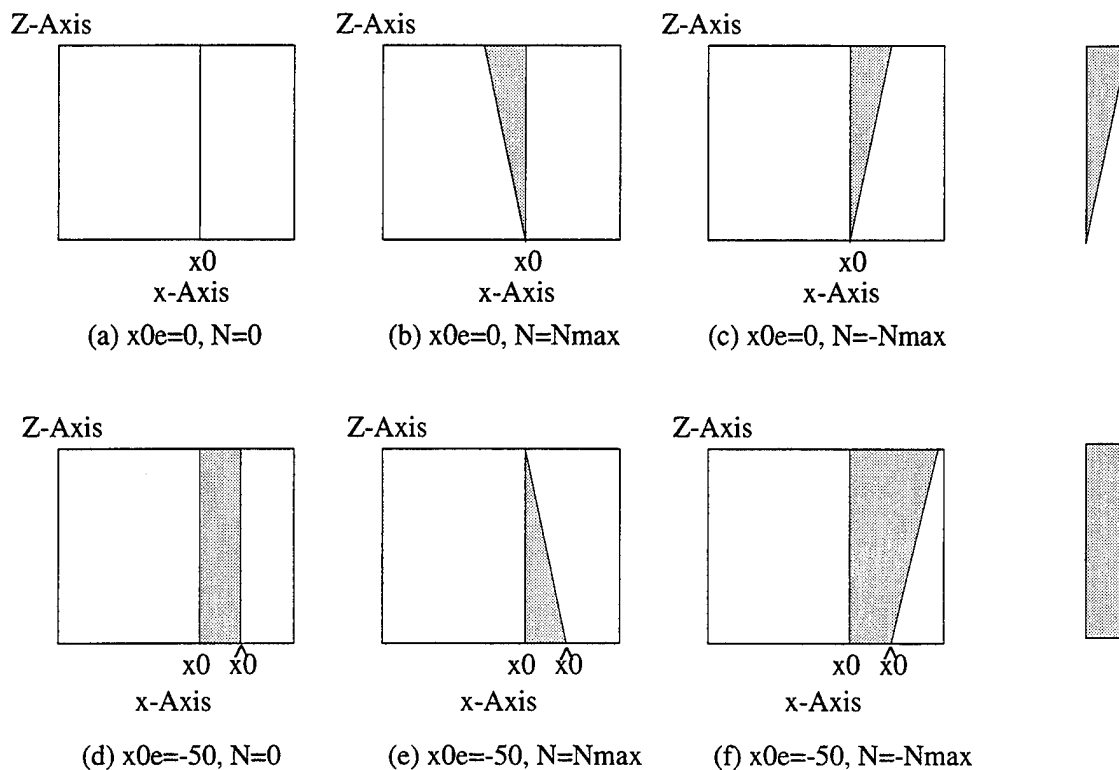 Z-Axis Z-Axis Z-Axis
x0 x0 x0
x-Axis x-Axis x-Axis
(a) x0e=0, N=0 (b) x0e=0, N=Nmax (c) x0e=0, N=-Nmax
Z-Axis Z-Axis Z-Axis
x0 x̂0 x0 x̂0 x0 x̂0
x-Axis x-Axis x-Axis
(d) x0e=-50, N=0 (e) x0e=-50, N=Nmax (f) x0e=-50, N=-Nmax